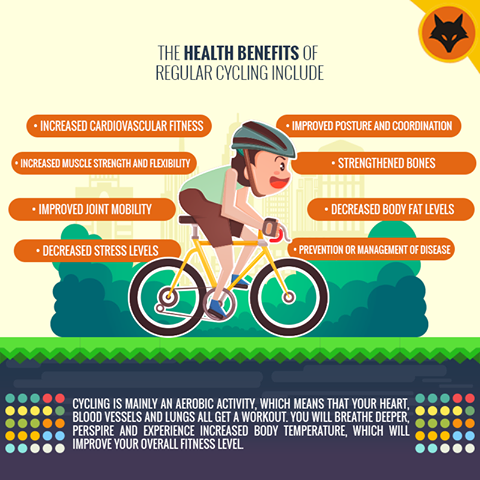 THE HEALTH BENEFITS OF
REGULAR CYCLING INCLUDE
• INCREASED CARDIOVASCULAR FITNESS
• INCREASED MUSCLE STRENGTH AND FLEXIBILITY
• IMPROVED JOINT MOBILITY
• DECREASED STRESS LEVELS
• IMPROVED POSTURE AND COORDINATION
• STRENGTHENED BONES
• DECREASED BODY FAT LEVELS
• PREVENTION OR MANAGEMENT OF DISEASE
CYCLING IS MAINLY AN AEROBIC ACTIVITY, WHICH MEANS THAT YOUR HEART,
BLOOD VESSELS AND LUNGS ALL GET A WORKOUT. YOU WILL BREATHE DEEPER,
PERSPIRE AND EXPERIENCE INCREASED BODY TEMPERATURE, WHICH WILL
IMPROVE YOUR OVERALL FITNESS LEVEL.